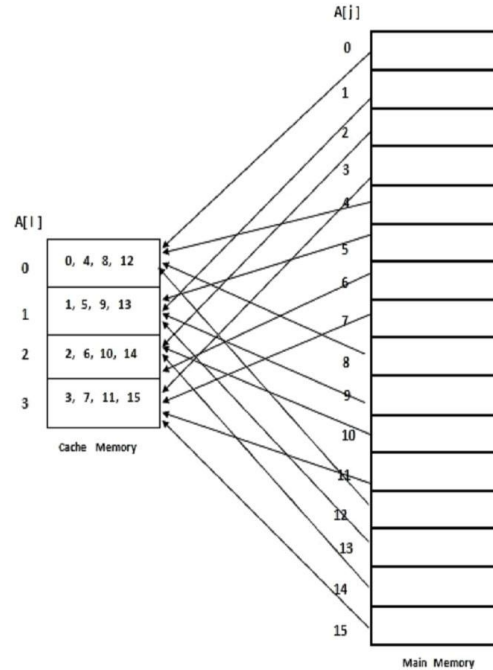 A[j]
0
1
2
3
4
5
6
7
8
9
10
11
12
13
14
15
A[l]
0 0, 4, 8, 12
1 1, 5, 9, 13
2 2, 6, 10, 14
3 3, 7, 11, 15
Cache Memory
Main Memory